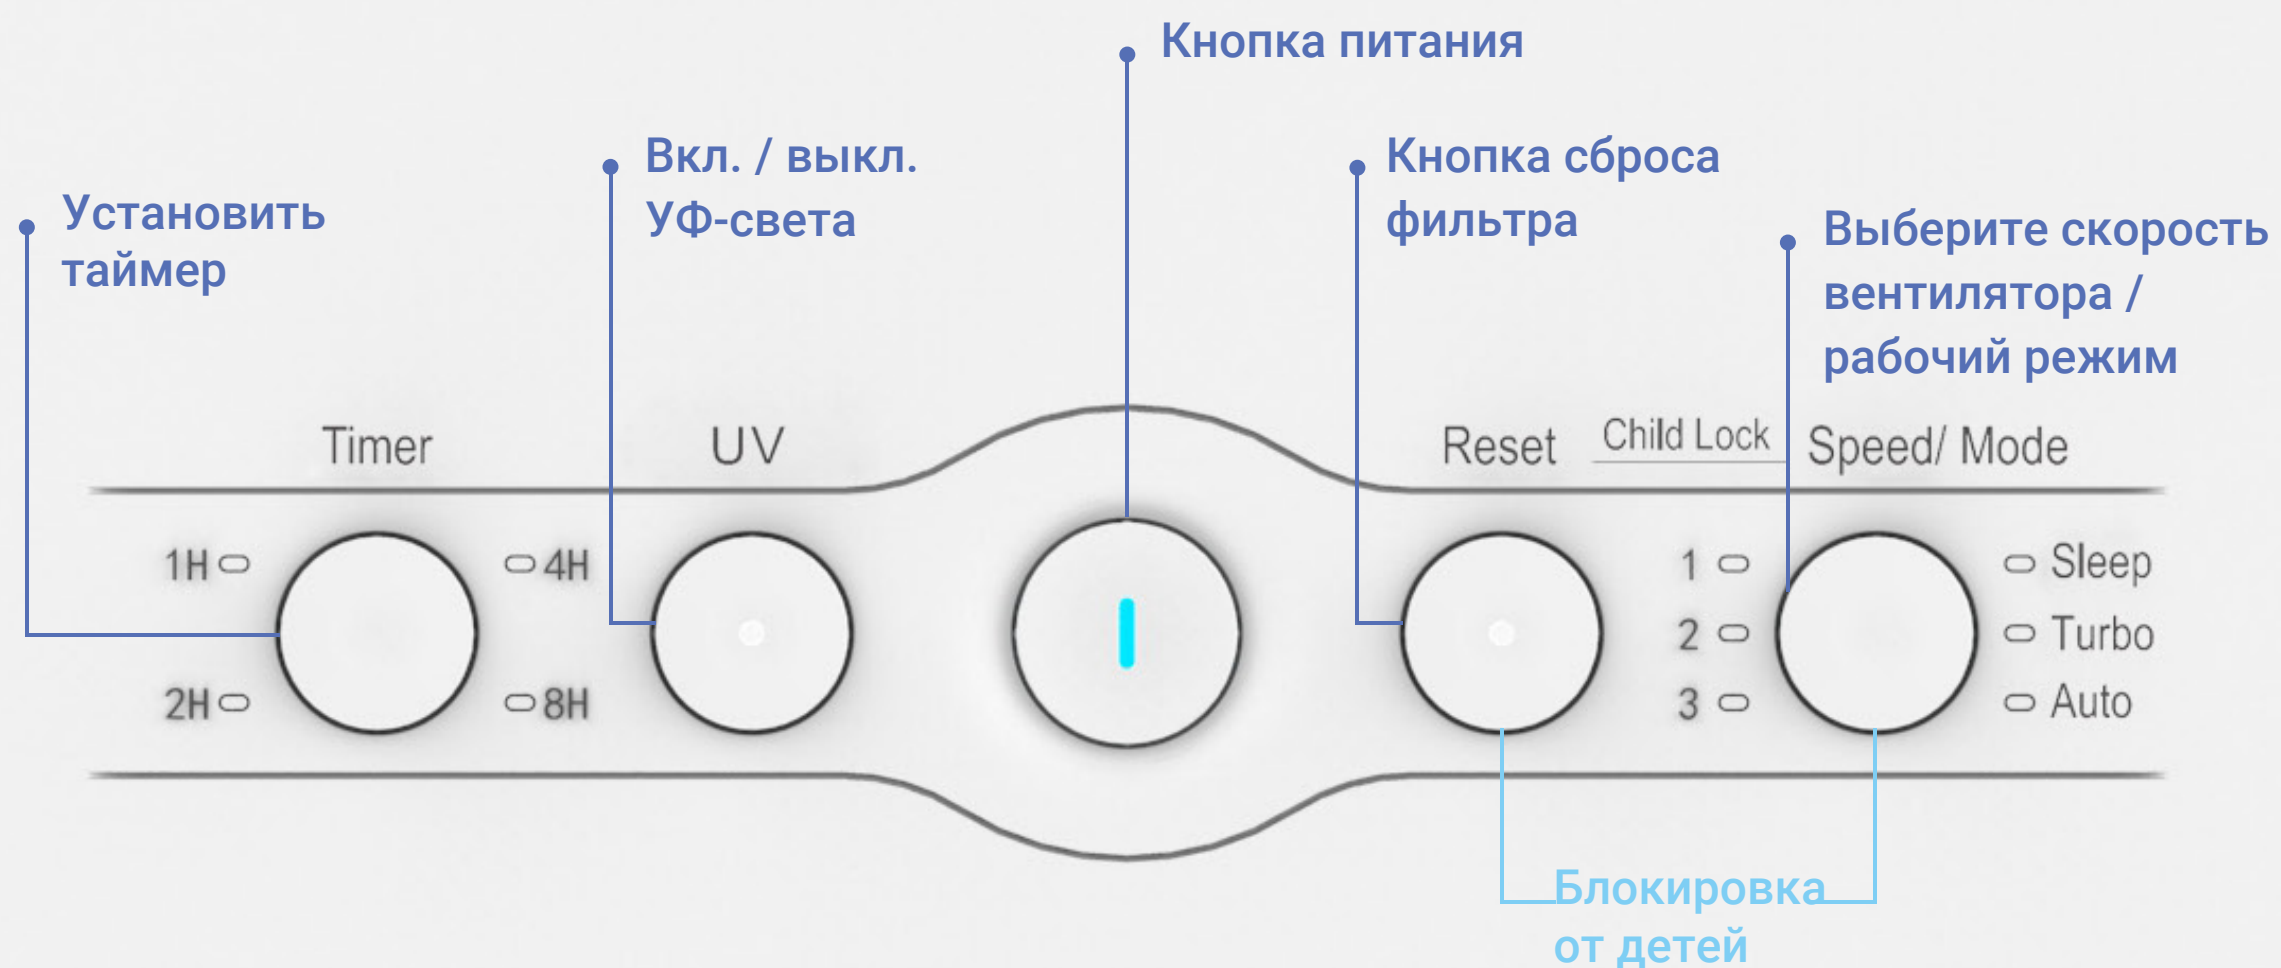 Кнопка питания
Вкл. / выкл.
УФ-света
Кнопка сброса
фильтра
Установить
таймер
Выберите скорость
вентилятора /
рабочий режим
Timer
UV
Reset
Child Lock
Speed/ Mode
1H
4H
2H
8H
1
2
3
Sleep
Turbo
Auto
Блокировка
от детей